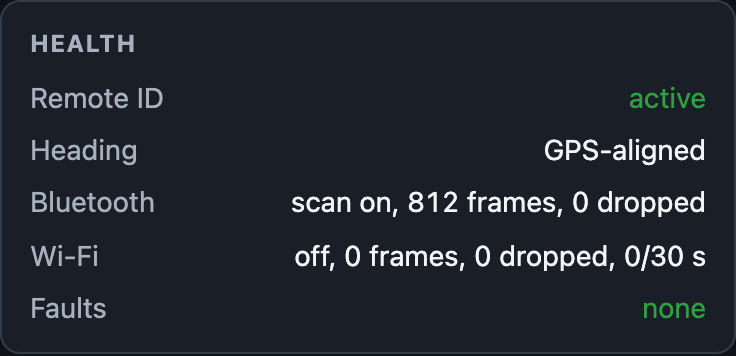 HEALTH
Remote ID active
Heading GPS-aligned
Bluetooth scan on, 812 frames, 0 dropped
Wi-Fi off, 0 frames, 0 dropped, 0/30 s
Faults none